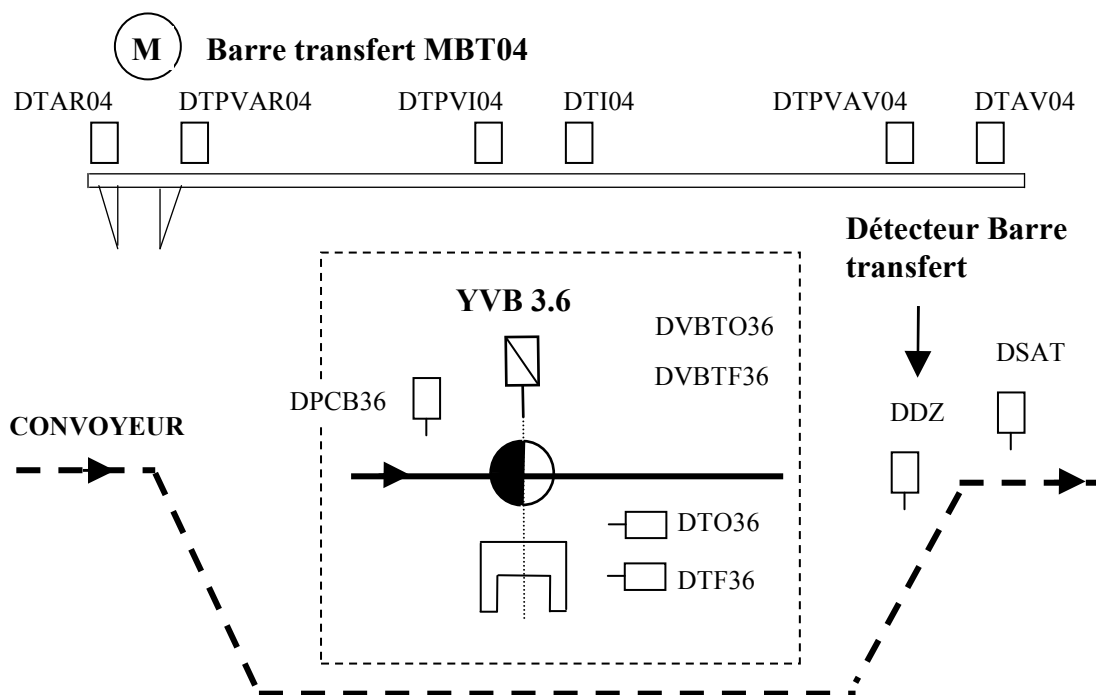 M Barre transfert MBT04
DTAR04 DTPVAR04 DTPVI04 DTI04 DTPVAV04 DTAV04
Détecteur Barre
transfert
YVB 3.6
DVBTO36
DSAT
DVBTF36
DPCB36
DDZ
CONVOYEUR
DTO36
DTF36